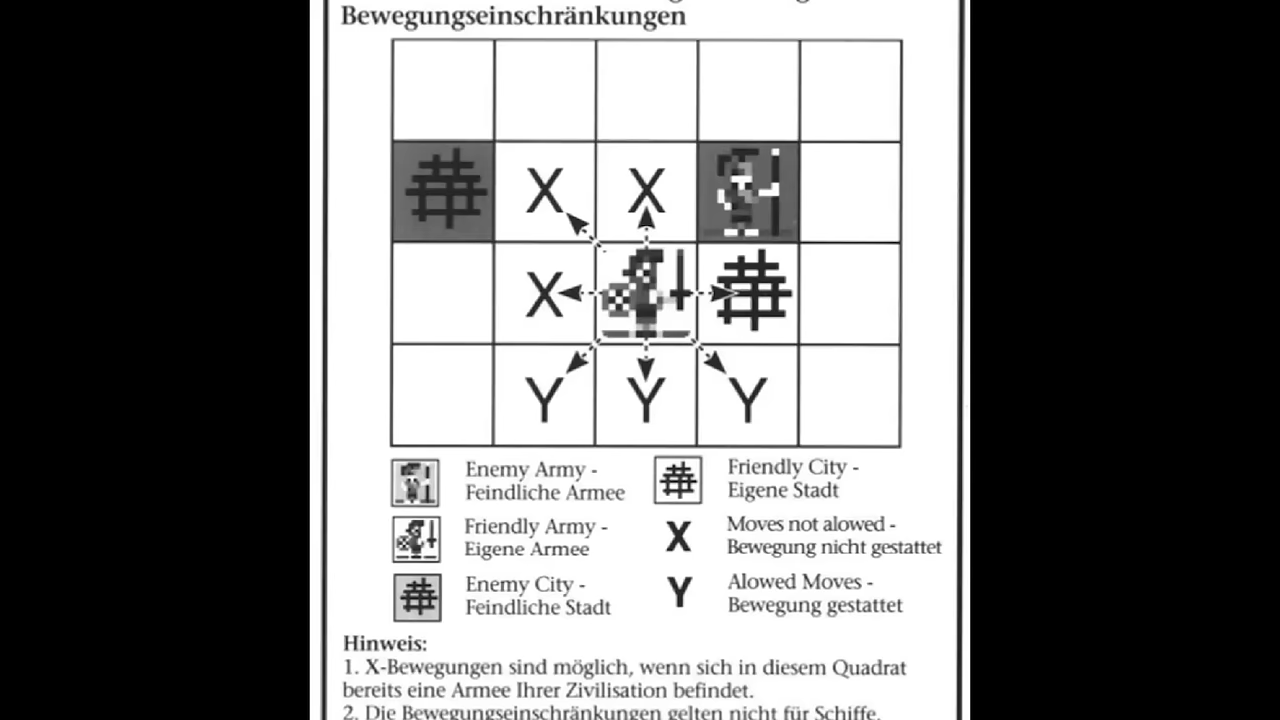 Bewegungseinschränkungen
X X
X
Y Y Y
Enemy Army -
Feindliche Armee
Friendly City -
Eigene Stadt
Friendly Army -
Eigene Armee
X
Moves not alowed -
Bewegung nicht gestattet
Enemy City -
Feindliche Stadt
Y
Alowed Moves -
Bewegung gestattet
Hinweis:
1. X-Bewegungen sind möglich, wenn sich in diesem Quadrat
bereits eine Armee Ihrer Zivilisation befindet.
2. Die Bewegungseinschränkungen gelten nicht für Schiffe,